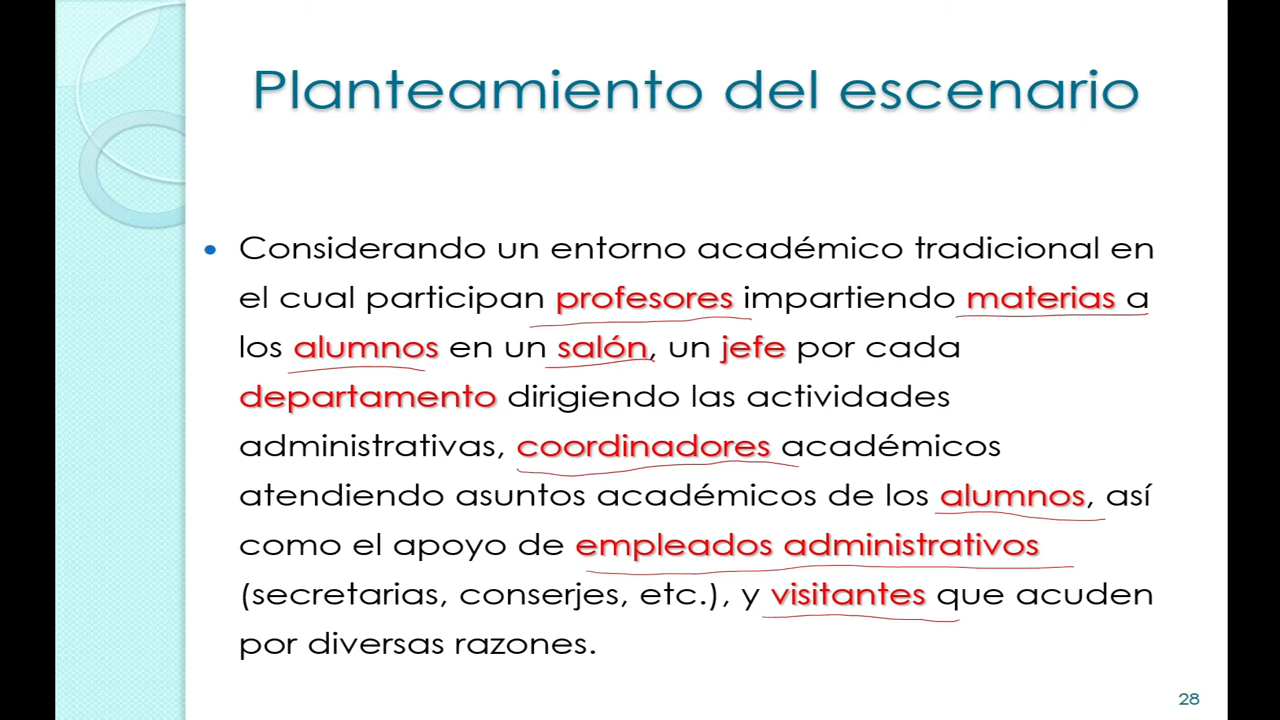 Planteamiento del escenario
• Considerando un entorno académico tradicional en
el cual participan profesores impartiendo materias a
los alumnos en un salón, un jefe por cada
departamento dirigiendo las actividades
administrativas, coordinadores académicos
atendiendo asuntos académicos de los alumnos, así
como el apoyo de empleados administrativos
(secretarias, conserjes, etc.), y visitantes que acuden
por diversas razones.
28